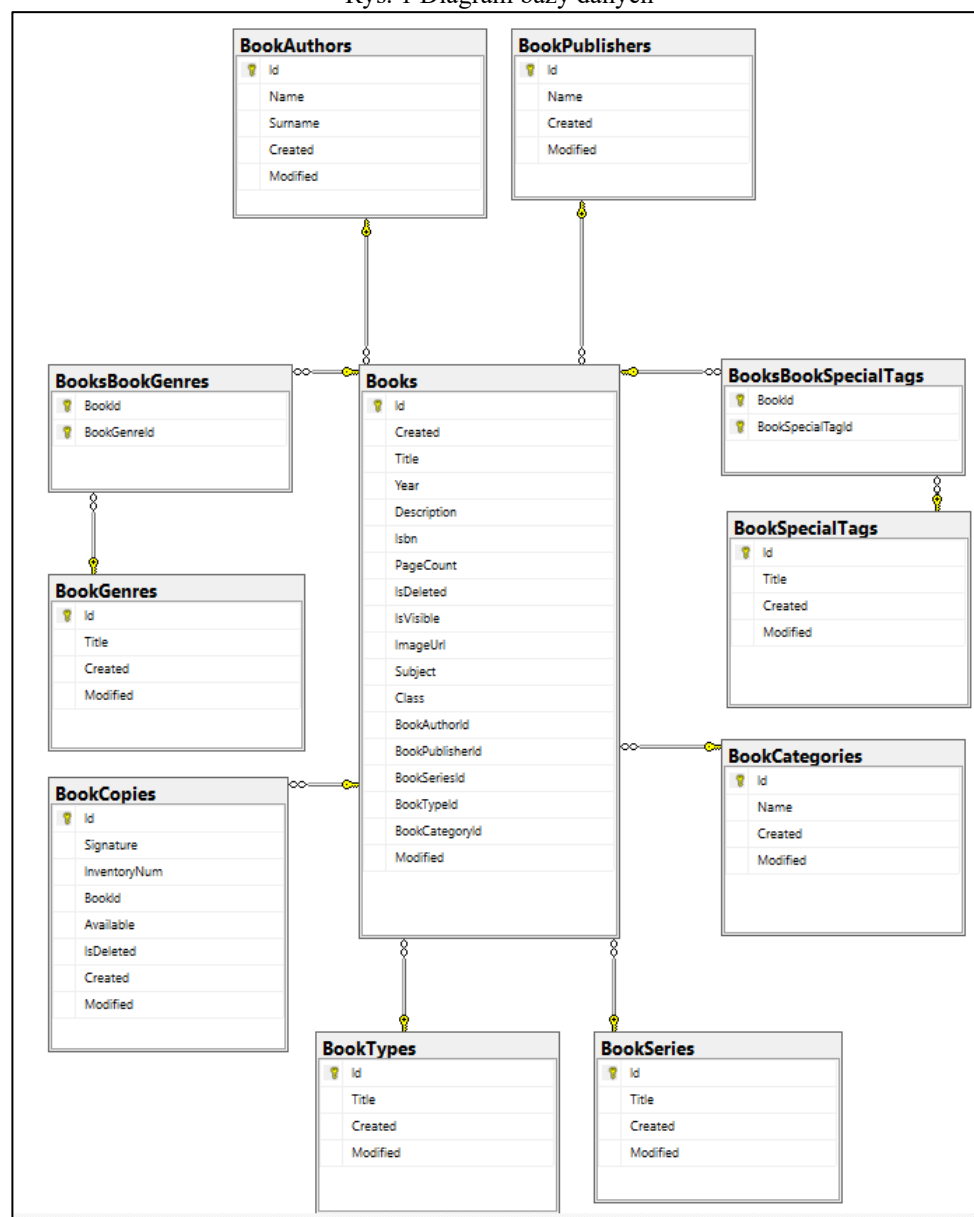 Rys. 1 Diagram bazy danych
BookAuthors
Id
Name
Surname
Created
Modified
BookPublishers
Id
Name
Created
Modified
BooksBookGenres
BookId
BookGenreId
Books
Id
Created
Title
Year
Description
Isbn
PageCount
IsDeleted
IsVisible
ImageUrl
Subject
Class
BookAuthorId
BookPublisherId
BookSeriesId
BookTypeId
BookCategoryId
Modified
BooksBookSpecialTags
BookId
BookSpecialTagId
BookSpecialTags
Id
Title
Created
Modified
BookGenres
Id
Title
Created
Modified
BookCategories
Id
Name
Created
Modified
BookCopies
Id
Signature
InventoryNum
BookId
Available
IsDeleted
Created
Modified
BookTypes
Id
Title
Created
Modified
BookSeries
Id
Title
Created
Modified